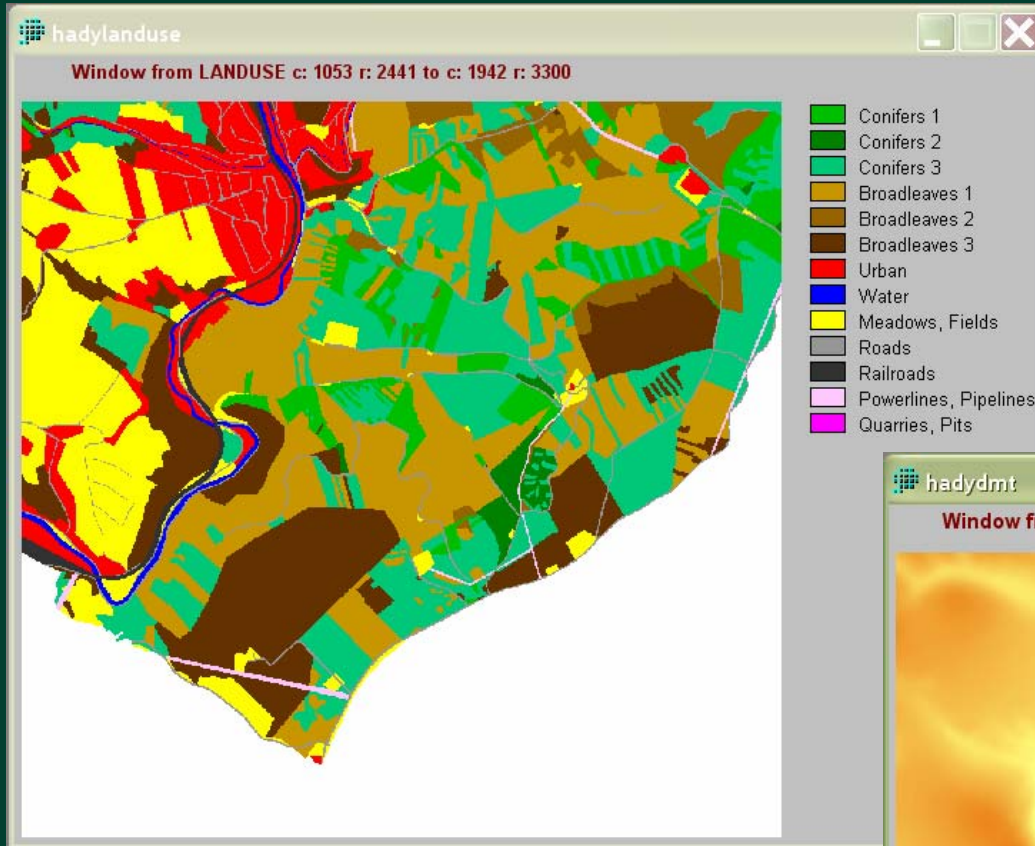 hadylanduse
Window from LANDUSE c: 1053 r: 2441 to c: 1942 r: 3300
Conifers 1
Conifers 2
Conifers 3
Broadleaves 1
Broadleaves 2
Broadleaves 3
Urban
Water
Meadows, Fields
Roads
Railroads
Powerlines, Pipelines
Quarries, Pits
hadydmt
Window